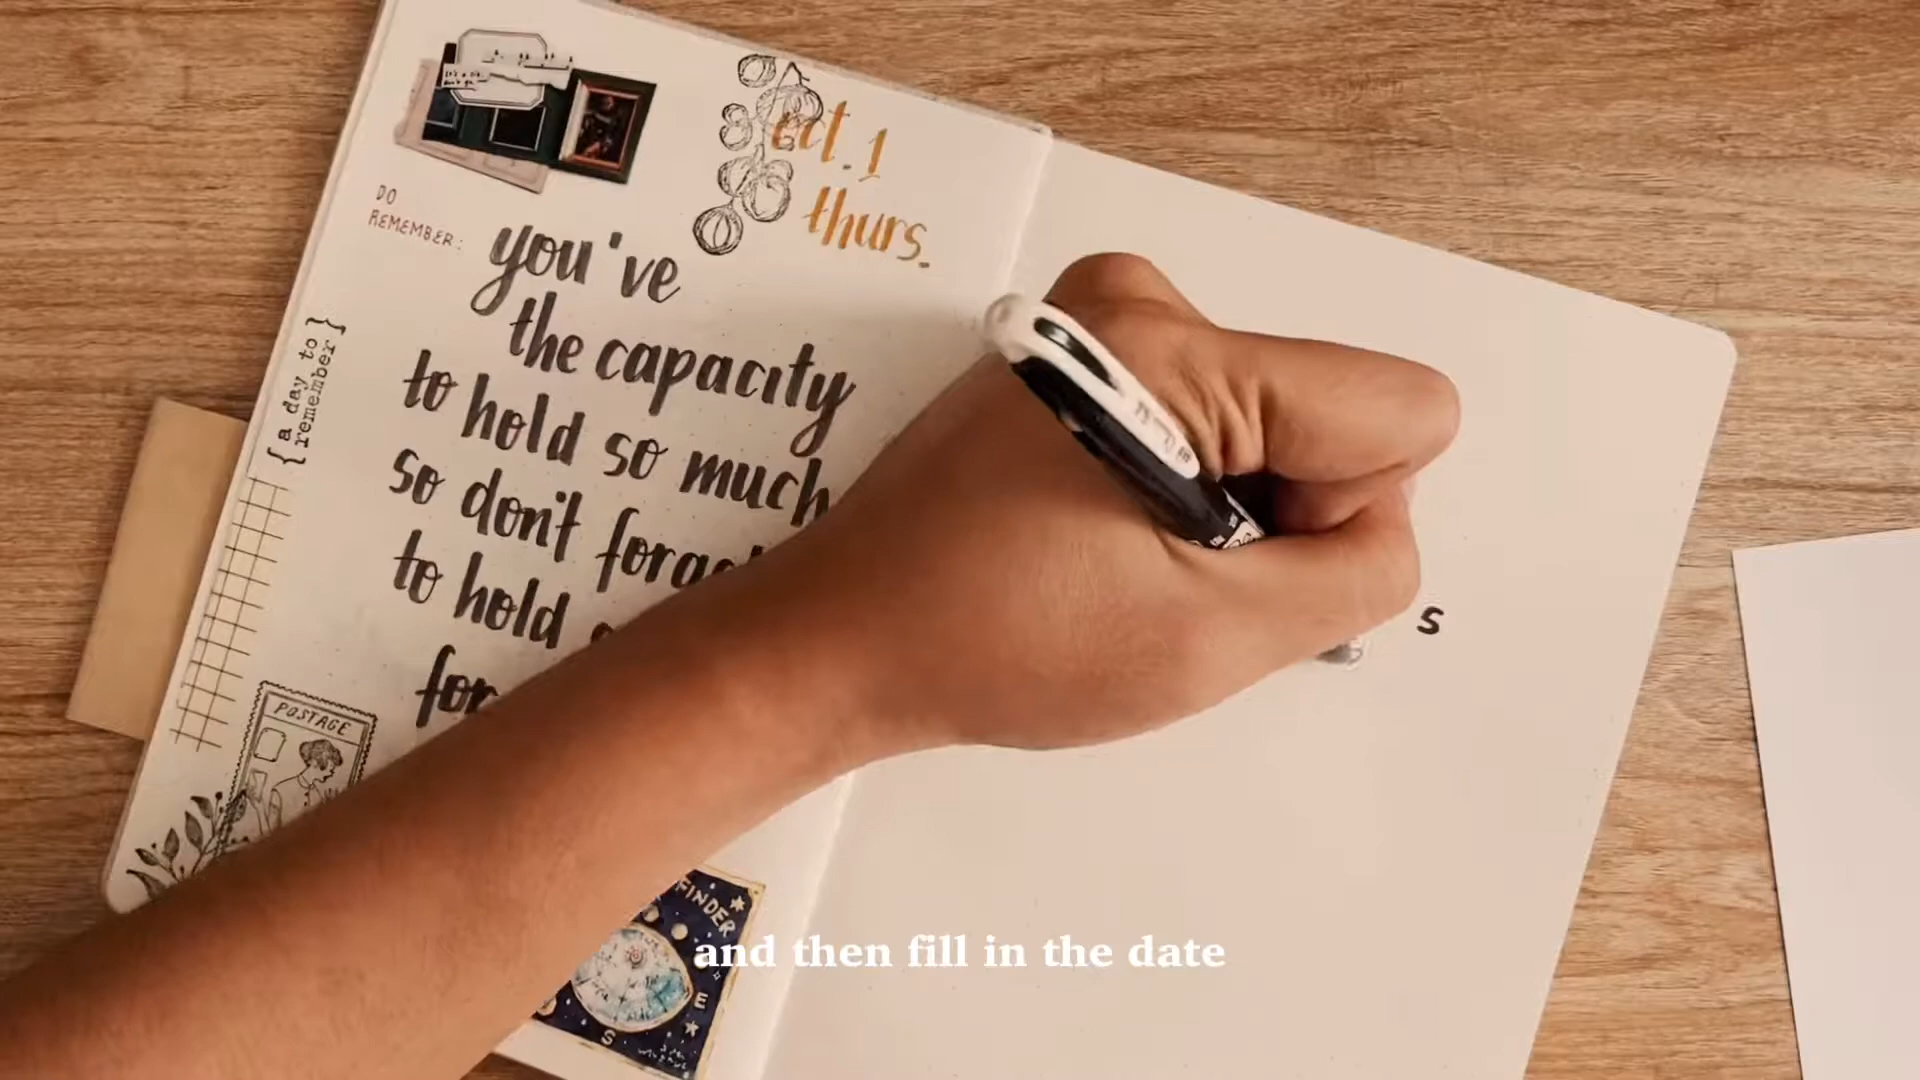 oct. 1
thurs.
DO
REMEMBER:
you've
the capacity
to hold so much
so don't
to hold
for
{ a day to
remember }
POSTAGE
FINDER
E
S
s
and then fill in the date